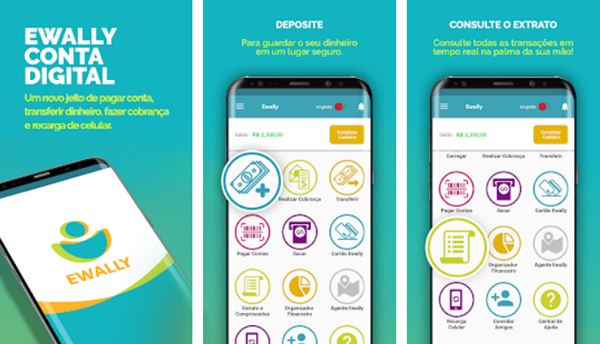 EWALLY
CONTA
DIGITAL
Um novo jeito de pagar conta,
transferir dinheiro, fazer cobrança
e recarga de celular.
EWALLY
DEPOSITE
Para guardar o seu dinheiro
em um lugar seguro.
Ewally
Saldo: R$ 2,350,00
Completar
Cadastro
Realizar Cobrança
Transferir
Pagar Contas
Sacar
Cartão Ewally
Extrato e
Comprovantes
Organizador
Financeiro
Agente Ewally
CONSULTE O EXTRATO
Consulte todas as transações em
tempo real na palma da sua mão!
Ewally
Saldo: R$ 2,350,00
Completar
Cadastro
Carregar
Realizar Cobrança
Transferir
Pagar Contas
Sacar
Cartão Ewally
Organizador
Financeiro
Agente Ewally
Recarga
Celular
Convidar
Amigos
Central de
Ajuda